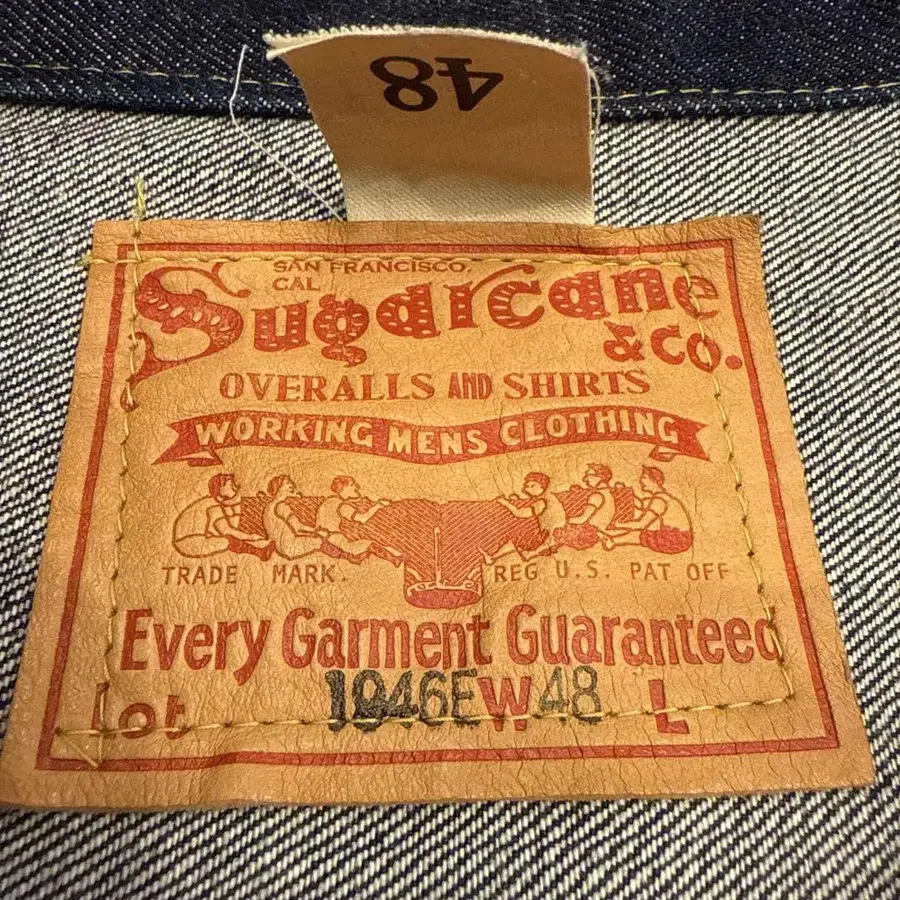 48
SAN FRANCISCO,
CAL
Sugarcane
& Co.
OVERALLS AND SHIRTS
WORKING MENS CLOTHING
TRADE MARK. REG U.S. PAT OFF
Every Garment Guaranteed
Lot 1946E W 48 L